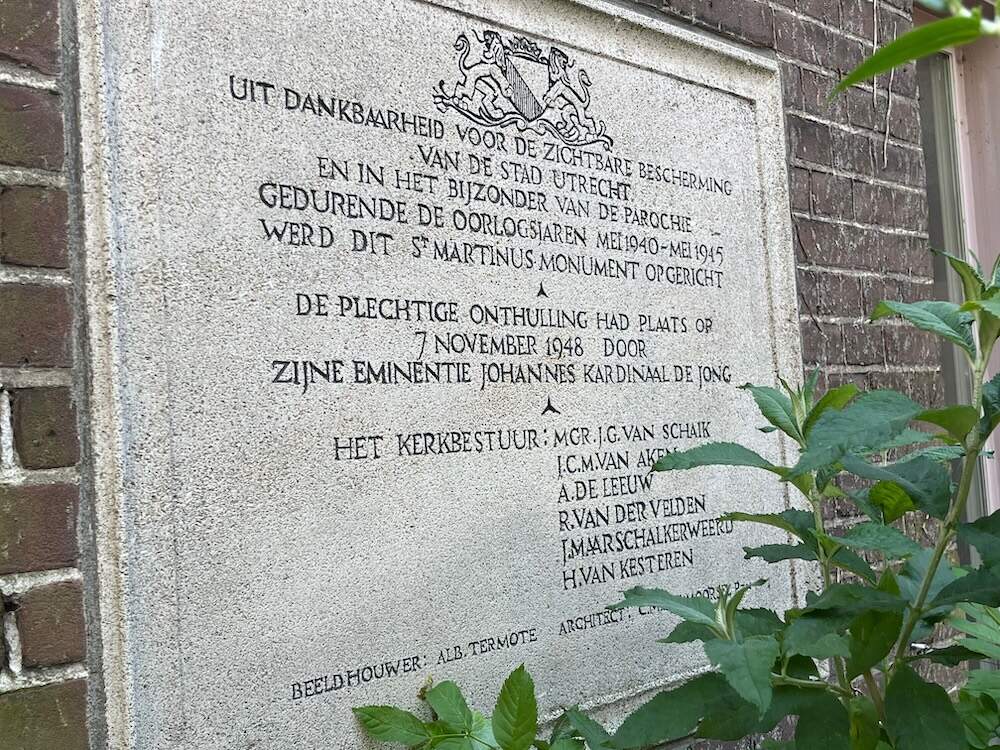 UIT DANKBAARHEID VOOR DE ZICHTBARE BESCHERMING
VAN DE STAD UTRECHT
EN IN HET BIJZONDER VAN DE PAROCHIE
GEDURENDE DE OORLOGSJAREN MEI 1940-MEI 1945
WERD DIT ST MARTINUS MONUMENT OPGERICHT
DE PLECHTIGE ONTHULLING HAD PLAATS OP
7 NOVEMBER 1948 DOOR
ZIJNE EMINENTIE JOHANNES KARDINAAL DE JONG
HET KERKBESTUUR: MGR. J.G. VAN SCHAIK
J.C.M. VAN AKEN
A. DE LEEUW
R. VAN DER VELDEN
J. MAARSCHALKERWEERD
H. VAN KESTEREN
BEELDHOUWER: ALB. TERMOTE ARCHITECT,